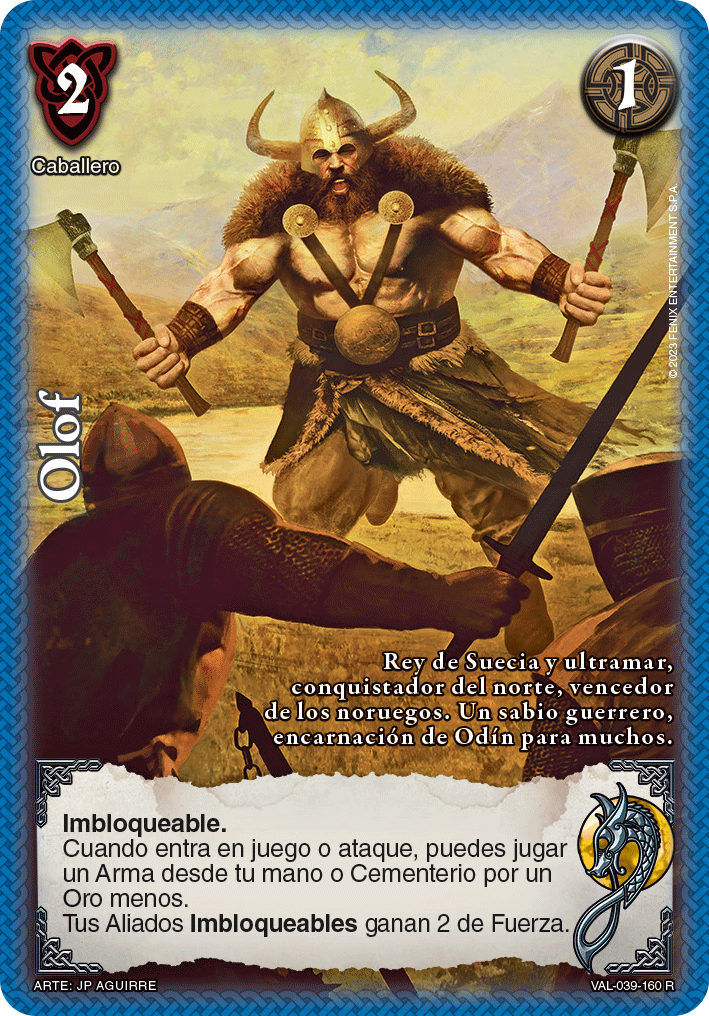 2
1
Caballero
© 2023 FENIX ENTERTAINMENT S.P.A.
Olof
Rey de Suecia y ultramar,
conquistador del norte, vencedor
de los noruegos. Un sabio guerrero,
encarnación de Odín para muchos.
Imbloqueable.
Cuando entra en juego o ataque, puedes jugar
un Arma desde tu mano o Cementerio por un
Oro menos.
Tus Aliados Imbloqueables ganan 2 de Fuerza.
ARTE: JP AGUIRRE
VAL-039-160 R